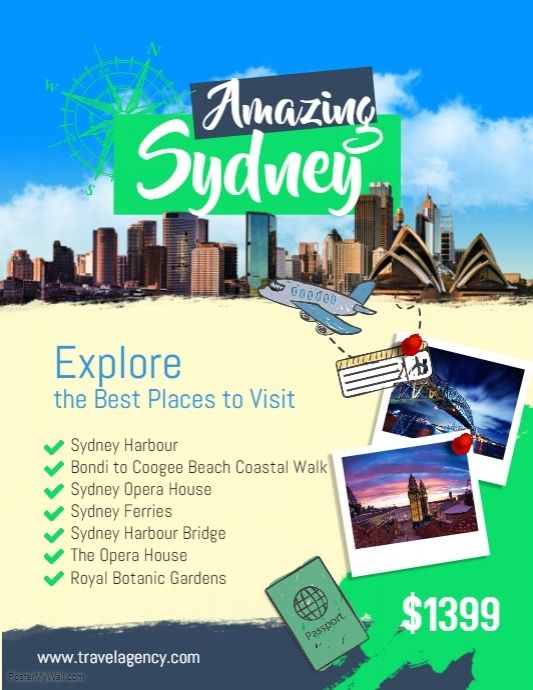 N
W
S
Amazing
Sydney
Explore
the Best Places to Visit
Sydney Harbour
Bondi to Coogee Beach Coastal Walk
Sydney Opera House
Sydney Ferries
Sydney Harbour Bridge
The Opera House
Royal Botanic Gardens
Passport
$1399
www.travelagency.com
PosterMyWall.com